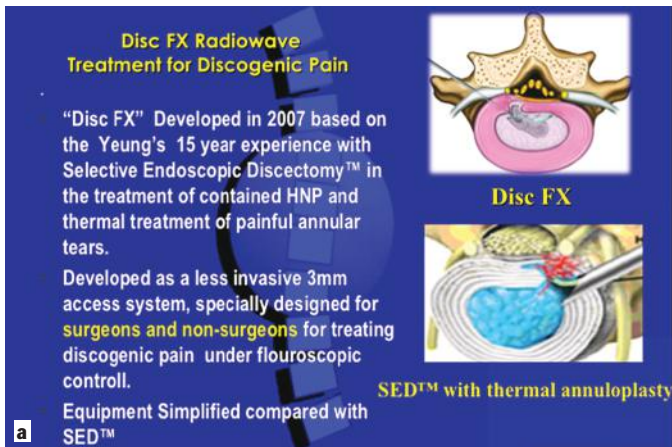 Disc FX Radiowave
Treatment for Discogenic Pain
“Disc FX” Developed in 2007 based on
the Yeung’s 15 year experience with
Selective Endoscopic Discectomy™ in
the treatment of contained HNP and
thermal treatment of painful annular
tears.
Developed as a less invasive 3mm
access system, specially designed for
surgeons and non-surgeons for treating
discogenic pain under flouroscopic
controll.
Equipment Simplified compared with
SED™
Disc FX
SED™ with thermal annuloplasty
a